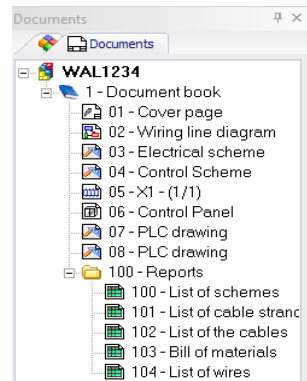 Documents
Documents
WAL1234
1 - Document book
01 - Cover page
02 - Wiring line diagram
03 - Electrical scheme
04 - Control Scheme
05 - X1 - (1/1)
06 - Control Panel
07 - PLC drawing
08 - PLC drawing
100 - Reports
100 - List of schemes
101 - List of cable stranc
102 - List of the cables
103 - Bill of materials
104 - List of wires